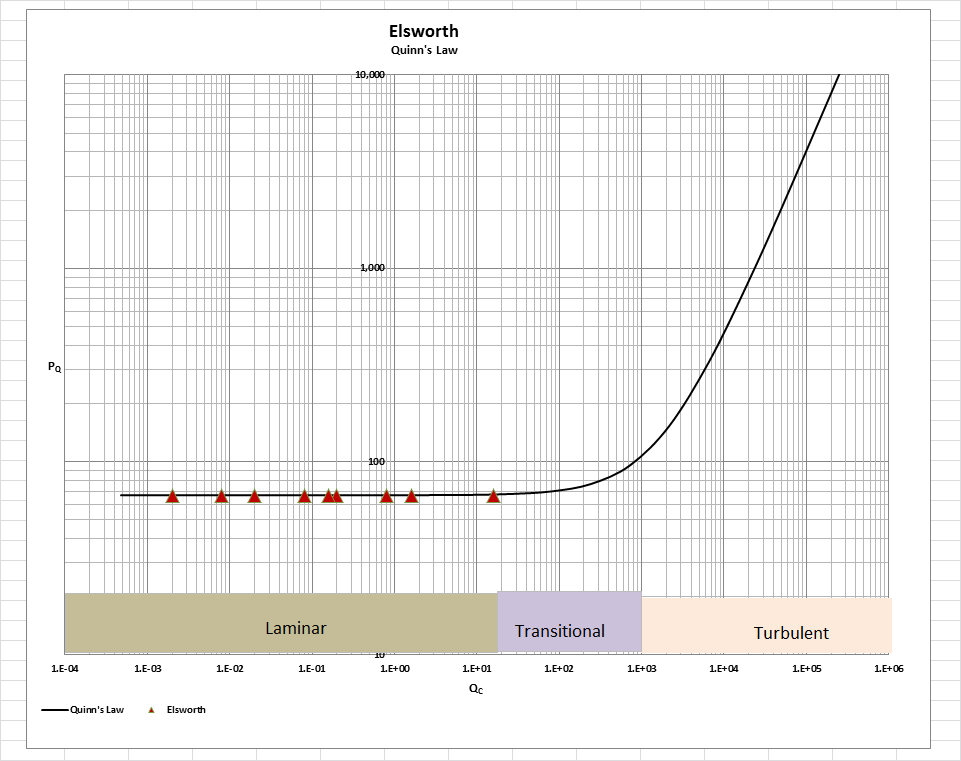 Elsworth
Quinn's Law
10,000
1,000
PQ
100
Laminar
Transitional
Turbulent
10
1.E-04 1.E-03 1.E-02 1.E-01 1.E+00 1.E+01 1.E+02 1.E+03 1.E+04 1.E+05 1.E+06
QC
Quinn's Law Elsworth